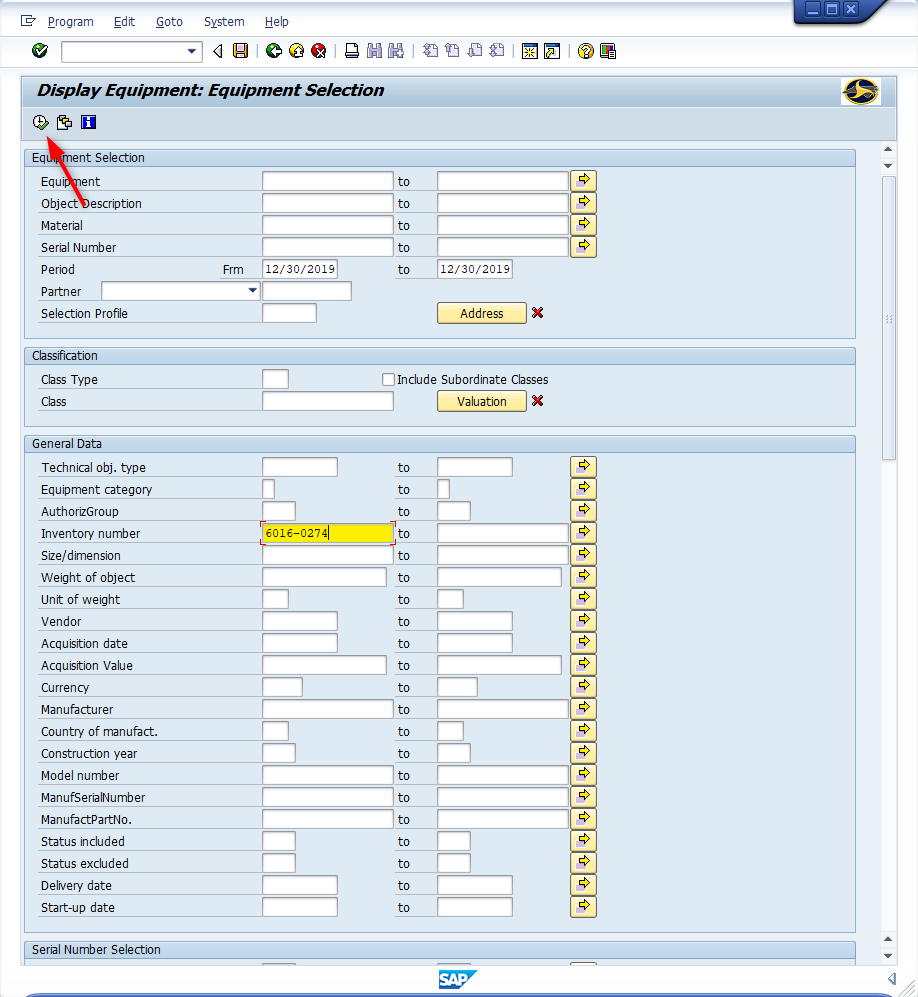 Program Edit Goto System Help
Display Equipment: Equipment Selection
Equipment Selection
Equipment to
Object Description to
Material to
Serial Number to
Period Frm 12/30/2019 to 12/30/2019
Partner
Selection Profile Address
Classification
Class Type Include Subordinate Classes
Class Valuation
General Data
Technical obj. type to
Equipment category to
AuthorizGroup to
Inventory number 6016-0274 to
Size/dimension to
Weight of object to
Unit of weight to
Vendor to
Acquisition date to
Acquisition Value to
Currency to
Manufacturer to
Country of manufact. to
Construction year to
Model number to
ManufSerialNumber to
ManufactPartNo. to
Status included to
Status excluded to
Delivery date to
Start-up date to
Serial Number Selection
SAP